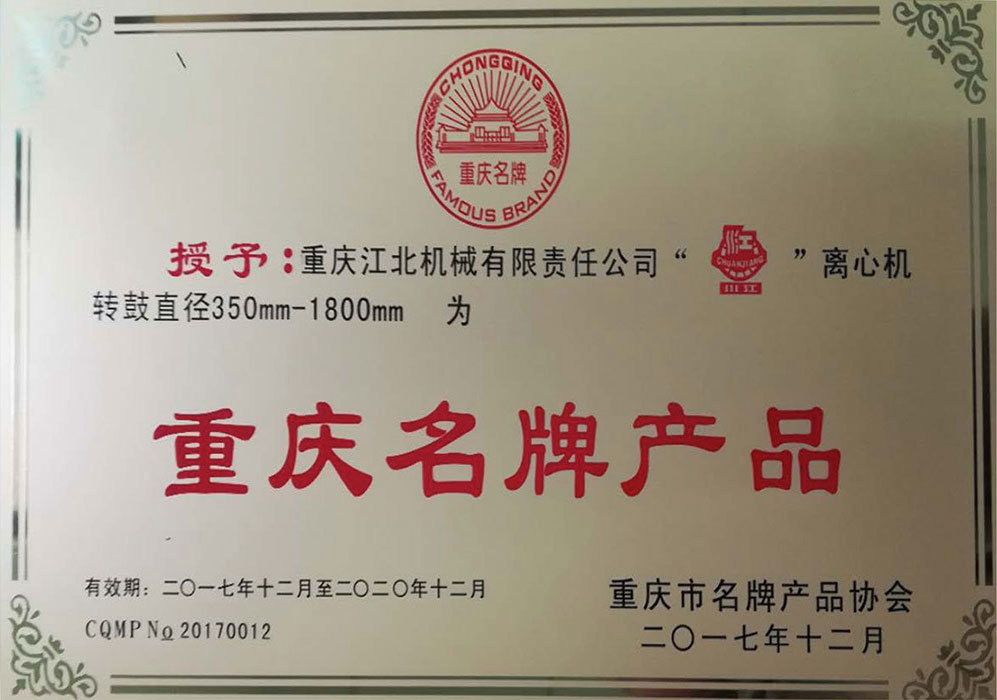 CHONGQING
重庆名牌
FAMOUS BRAND
授予：重庆江北机械有限责任公司“ CHUANJIANG 川江 ”离心机
转鼓直径350mm-1800mm 为
重庆名牌产品
有效期：二〇一七年十二月至二〇二〇年十二月
CQMP No 20170012
重庆市名牌产品协会
二〇一七年十二月